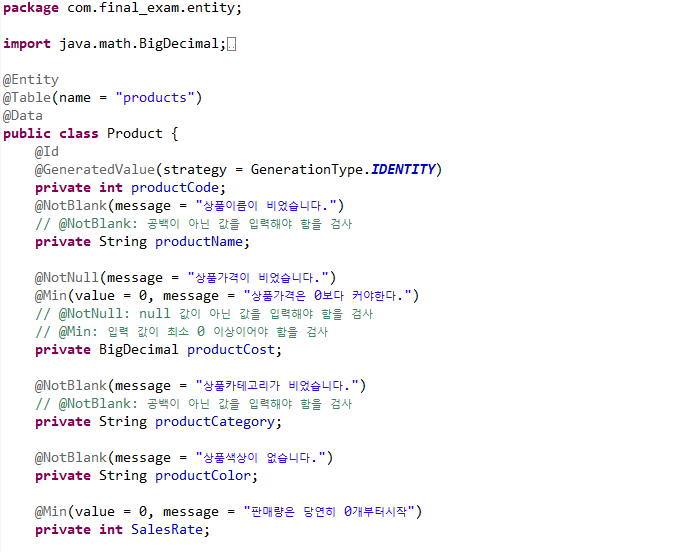 package com.final_exam.entity;
import java.math.BigDecimal;
@Entity
@Table(name = "products")
@Data
public class Product {
@Id
@GeneratedValue(strategy = GenerationType.IDENTITY)
private int productCode;
@NotBlank(message = "상품이름이 비었습니다.")
// @NotBlank: 공백이 아닌 값을 입력해야 함을 검사
private String productName;
@NotNull(message = "상품가격이 비었습니다.")
@Min(value = 0, message = "상품가격은 0보다 커야한다.")
// @NotNull: null 값이 아닌 값을 입력해야 함을 검사
// @Min: 입력 값이 최소 0 이상이어야 함을 검사
private BigDecimal productCost;
@NotBlank(message = "상품카테고리가 비었습니다.")
// @NotBlank: 공백이 아닌 값을 입력해야 함을 검사
private String productCategory;
@NotBlank(message = "상품색상이 없습니다.")
private String productColor;
@Min(value = 0, message = "판매량은 당연히 0개부터시작")
private int SalesRate;